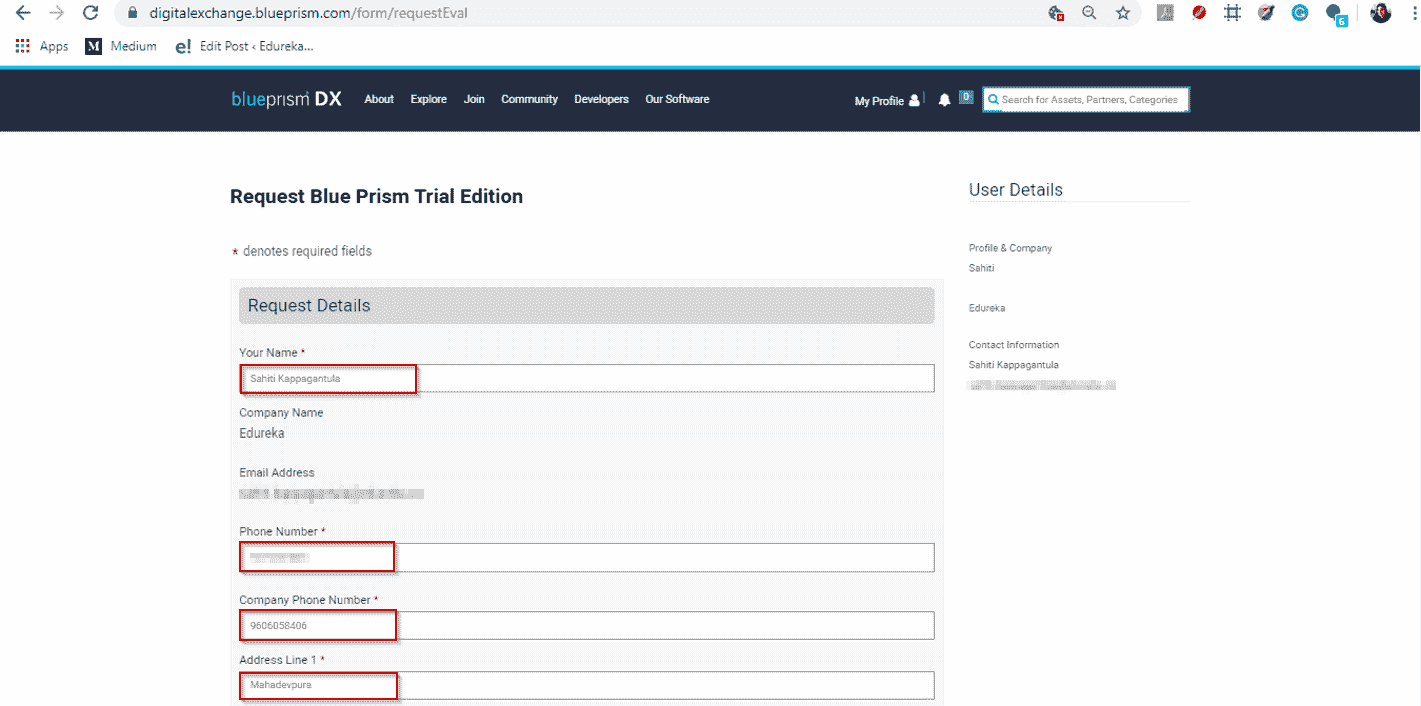 digitalexchange.blueprism.com/form/requestEval
6
Apps
M Medium
e! Edit Post ‹ Edureka...
blueprism DX About Explore Join Community Developers Our Software My Profile 0 Search for Assets, Partners, Categories
Request Blue Prism Trial Edition
* denotes required fields
Request Details
Your Name *
Sahiti Kappagantula
Company Name
Edureka
Email Address
Phone Number *
Company Phone Number *
9606058406
Address Line 1 *
Mahadevpura
User Details
Profile & Company
Sahiti
Edureka
Contact Information
Sahiti Kappagantula